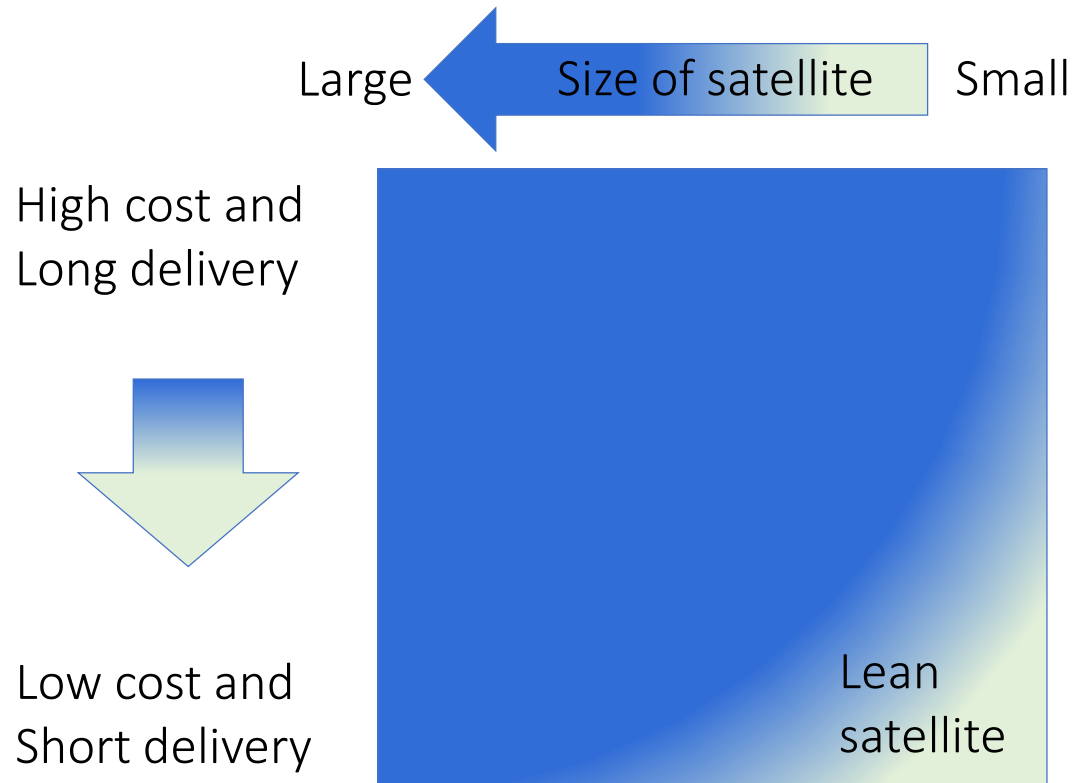 Large
Size of satellite
Small
High cost and
Long delivery
Low cost and
Short delivery
Lean
satellite